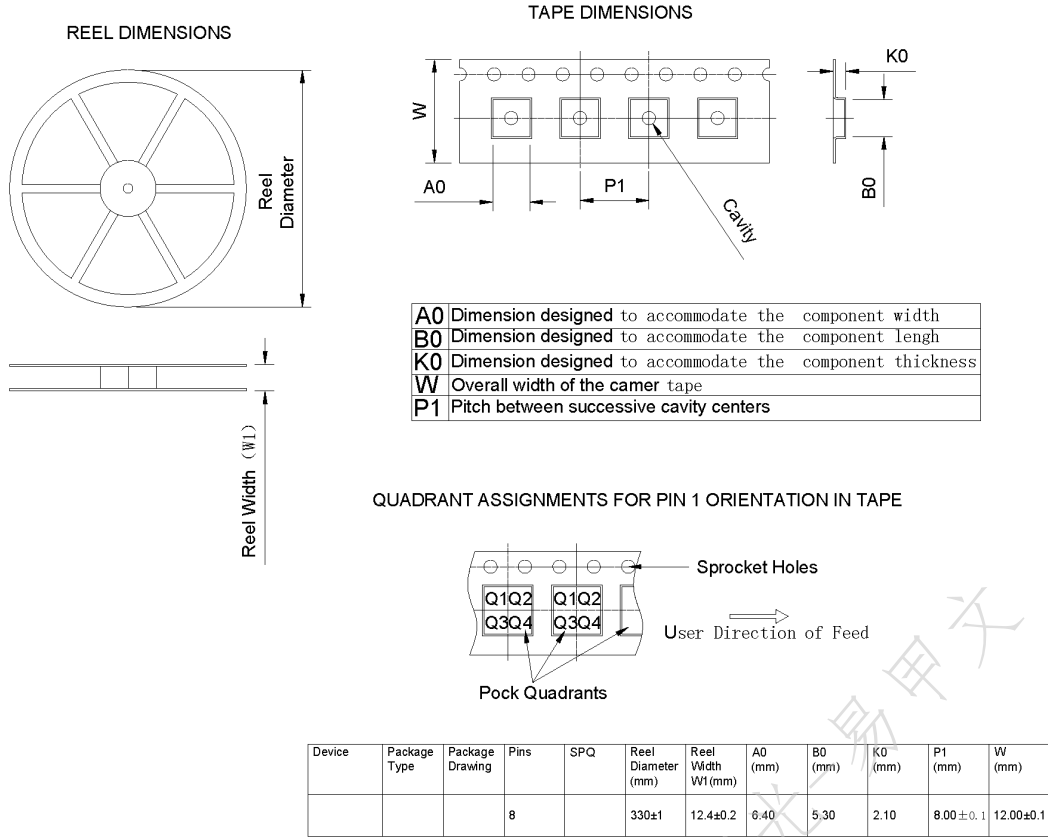 REEL DIMENSIONS
TAPE DIMENSIONS
Reel
Diameter
W
A0
P1
Cavity
K0
B0
A0 Dimension designed to accommodate the component width
B0 Dimension designed to accommodate the component lengh
K0 Dimension designed to accommodate the component thickness
W Overall width of the camer tape
P1 Pitch between successive cavity centers
Reel Width (W1)
QUADRANT ASSIGNMENTS FOR PIN 1 ORIENTATION IN TAPE
Sprocket Holes
Q1Q2 Q1Q2
Q3Q4 Q3Q4
User Direction of Feed
Pock Quadrants
Device Package Type Package Drawing Pins SPQ Reel Diameter (mm) Reel Width W1(mm) A0 (mm) B0 (mm) K0 (mm) P1 (mm) W (mm)
8 330±1 12.4±0.2 6.40 5.30 2.10 8.00±0.1 12.00±0.1
光一易甲文